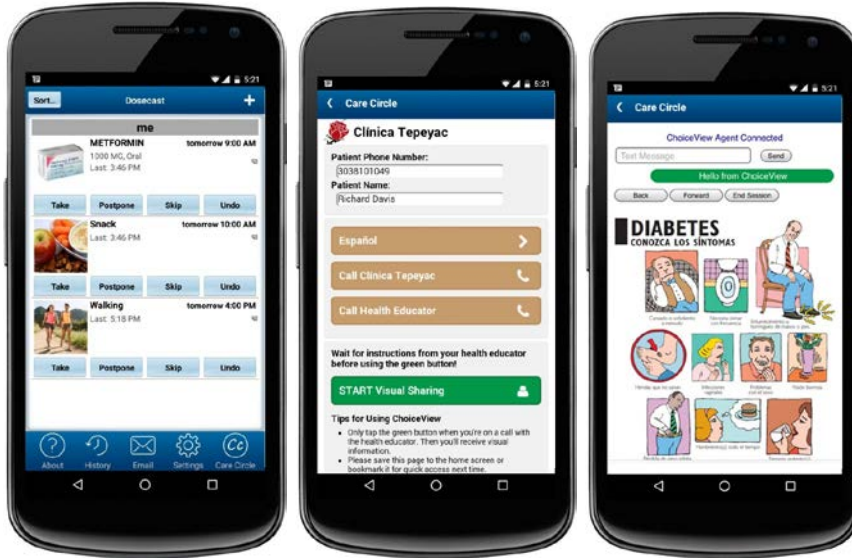 5:21
Sort...
Dosecast
+
me
METFORMIN
tomorrow 9:00 AM
1000 MG, Oral
Last: 3:46 PM
Take Postpone Skip Undo
Snack
tomorrow 10:00 AM
Last: 3:46 PM
Take Postpone Skip Undo
Walking
tomorrow 4:00 PM
Last: 5:18 PM
Take Postpone Skip Undo
About History Email Settings Care Circle
5:21
Care Circle
Clínica Tepeyac
Patient Phone Number:
3038101049
Patient Name:
Richard Davis
Español
Call Clínica Tepeyac
Call Health Educator
Wait for instructions from your health educator
before using the green button!
START Visual Sharing
Tips for Using ChoiceView
• Only tap the green button when you're on a call
with the health educator. Then you'll receive visual
information.
• Please save this page to the home screen or
bookmark it for quick access next time.
5:21
Care Circle
ChoiceView Agent Connected
Text Message
Send
Hello from ChoiceView
Back Forward End Session
DIABETES
CONOZCA LOS SÍNTOMAS